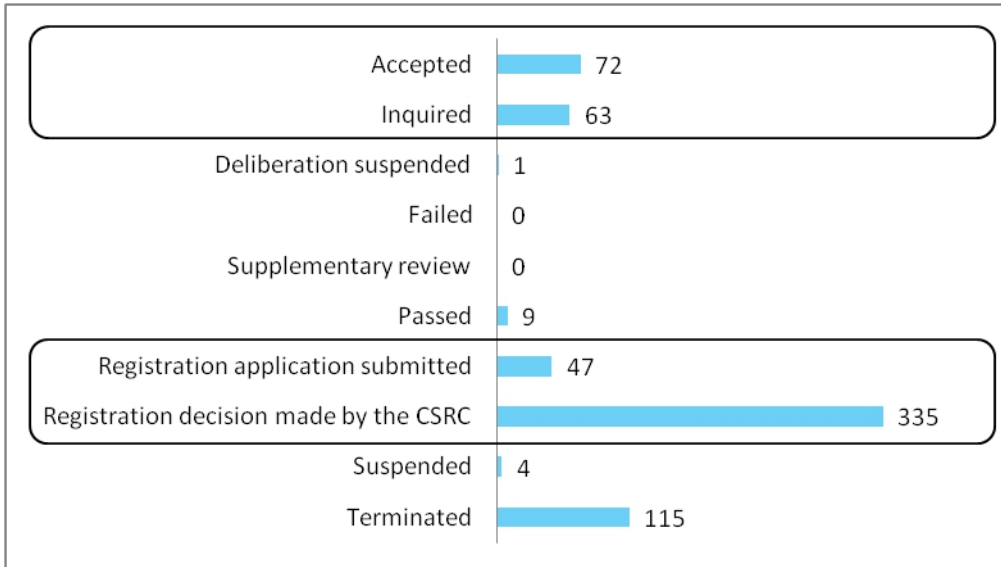 Accepted 72
Inquired 63
Deliberation suspended 1
Failed 0
Supplementary review 0
Passed 9
Registration application submitted 47
Registration decision made by the CSRC 335
Suspended 4
Terminated 115